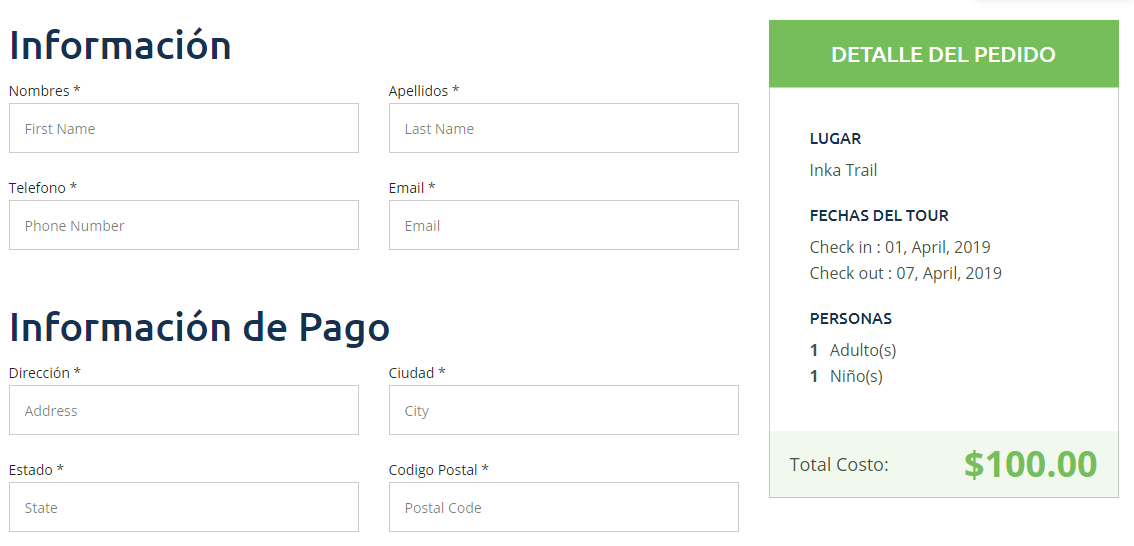 Información
Nombres *
Apellidos *
First Name
Last Name
Telefono *
Email *
Phone Number
Email
Información de Pago
Dirección *
Ciudad *
Address
City
Estado *
Codigo Postal *
State
Postal Code
DETALLE DEL PEDIDO
LUGAR
Inka Trail
FECHAS DEL TOUR
Check in : 01, April, 2019
Check out : 07, April, 2019
PERSONAS
1 Adulto(s)
1 Niño(s)
Total Costo: $100.00